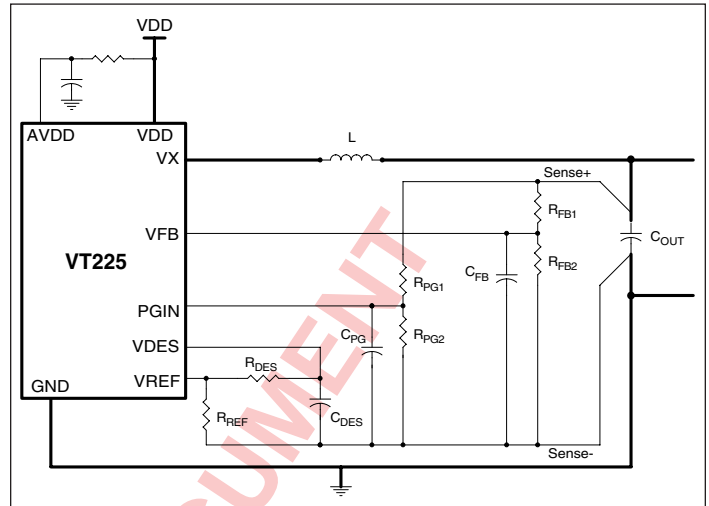 VDD
AVDD
VDD
VX
L
Sense+
RFB1
VFB
COUT
VT225
CFB
RFB2
RPG1
PGIN
CPG
RPG2
VDES
RDES
VREF
GND
RREF
CDES
Sense-
CUMENT